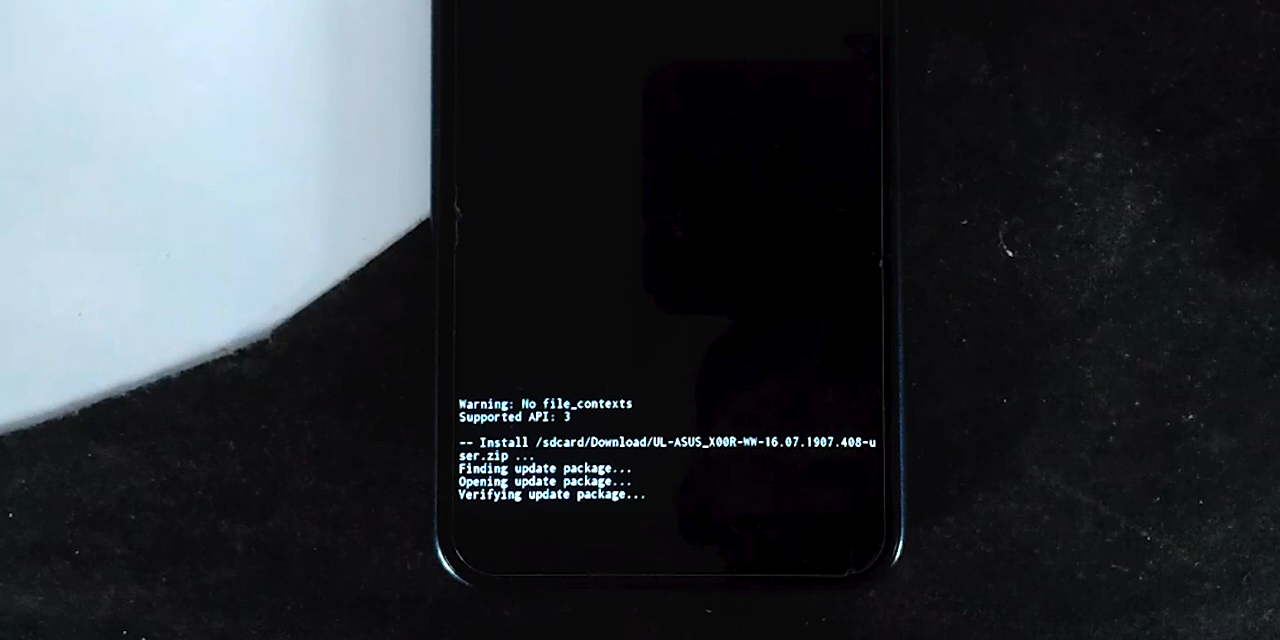 Warning: No file_contexts
Supported API: 3
-- Install /sdcard/Download/UL-ASUS_X00R-WW-16.07.1907.408-u
ser.zip ...
Finding update package...
Opening update package...
Verifying update package...